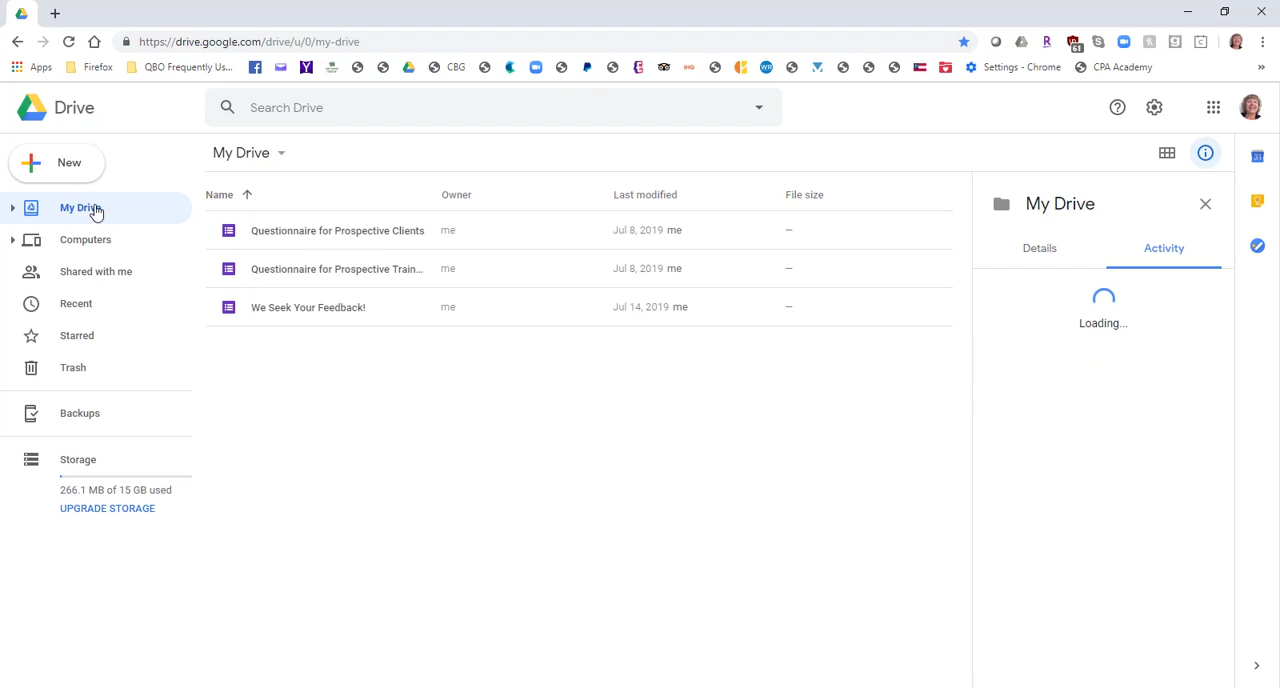 https://drive.google.com/drive/u/0/my-drive
61
Apps Firefox QBO Frequently Us... CBG IHG WR Settings - Chrome CPA Academy »
Drive
Search Drive
New
My Drive
Computers
Shared with me
Recent
Starred
Trash
Backups
Storage
266.1 MB of 15 GB used
UPGRADE STORAGE
My Drive
Name Owner Last modified File size
Questionnaire for Prospective Clients me Jul 8, 2019 me –
Questionnaire for Prospective Train... me Jul 8, 2019 me –
We Seek Your Feedback! me Jul 14, 2019 me –
My Drive
Details Activity
Loading...
31